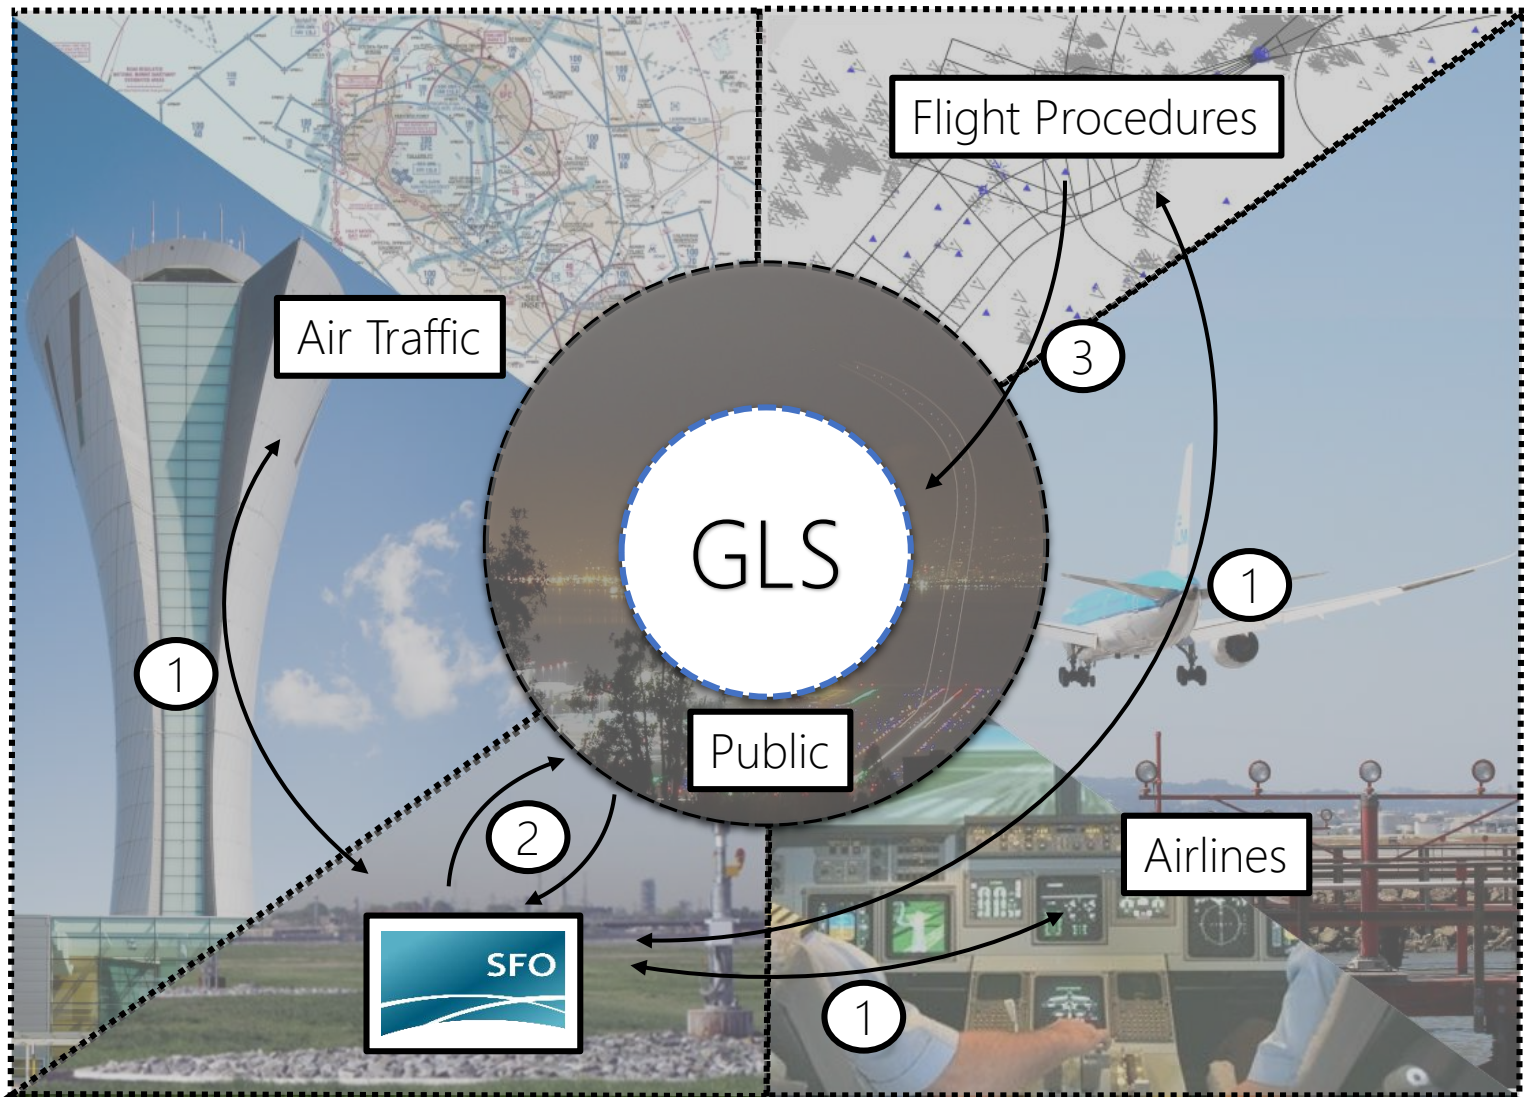 Flight Procedures
Air Traffic
3
GLS
1
1
Public
2
Airlines
SFO
1